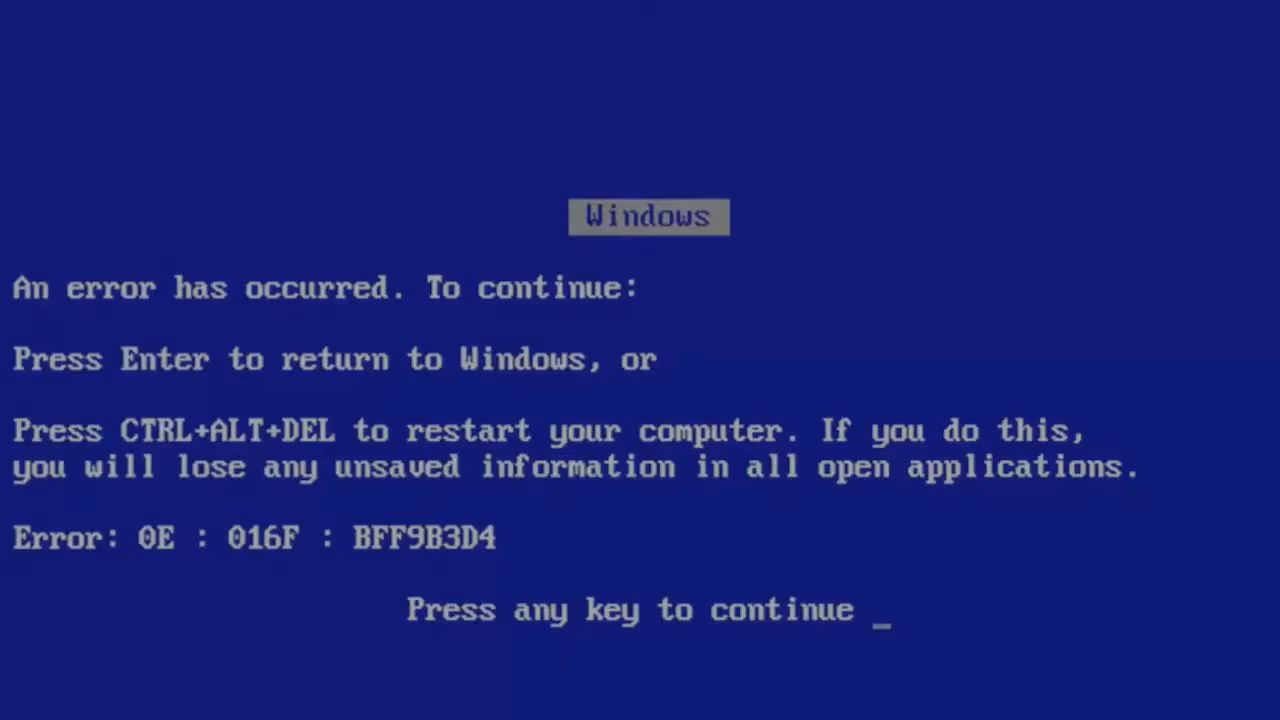 Windows
An error has occurred. To continue:
Press Enter to return to Windows, or
Press CTRL+ALT+DEL to restart your computer. If you do this,
you will lose any unsaved information in all open applications.
Error: 0E : 016F : BFF9B3D4
Press any key to continue _